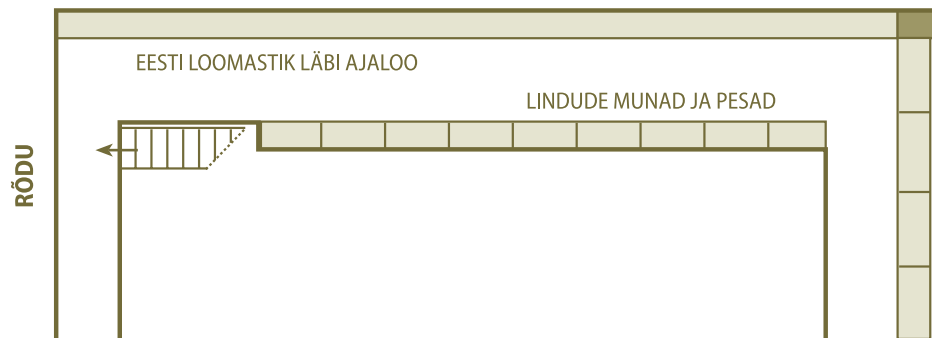 EESTI LOOMASTIK LÄBI AJALOO
LINDUDE MUNAD JA PESAD
RÕDU